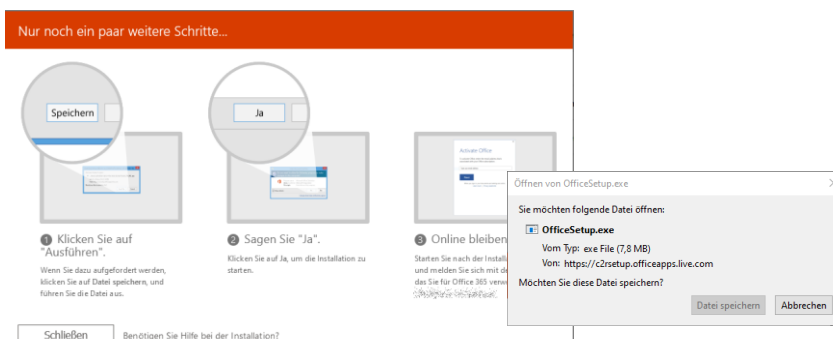 Nur noch ein paar weitere Schritte...
Speichern
Ja
Activate Office
1 Klicken Sie auf
"Ausführen".
Wenn Sie dazu aufgefordert werden,
klicken Sie auf Datei speichern, und
führen Sie die Datei aus.
2 Sagen Sie "Ja".
Klicken Sie auf Ja, um die Installation zu
starten.
3 Online bleiben
Starten Sie nach der Install
und melden Sie sich mit de
das Sie für Office 365 verw
Schließen
Benötigen Sie Hilfe bei der Installation?
Öffnen von OfficeSetup.exe
Sie möchten folgende Datei öffnen:
OfficeSetup.exe
Vom Typ: exe File (7,8 MB)
Von: https://c2rsetup.officeapps.live.com
Möchten Sie diese Datei speichern?
Datei speichern
Abbrechen